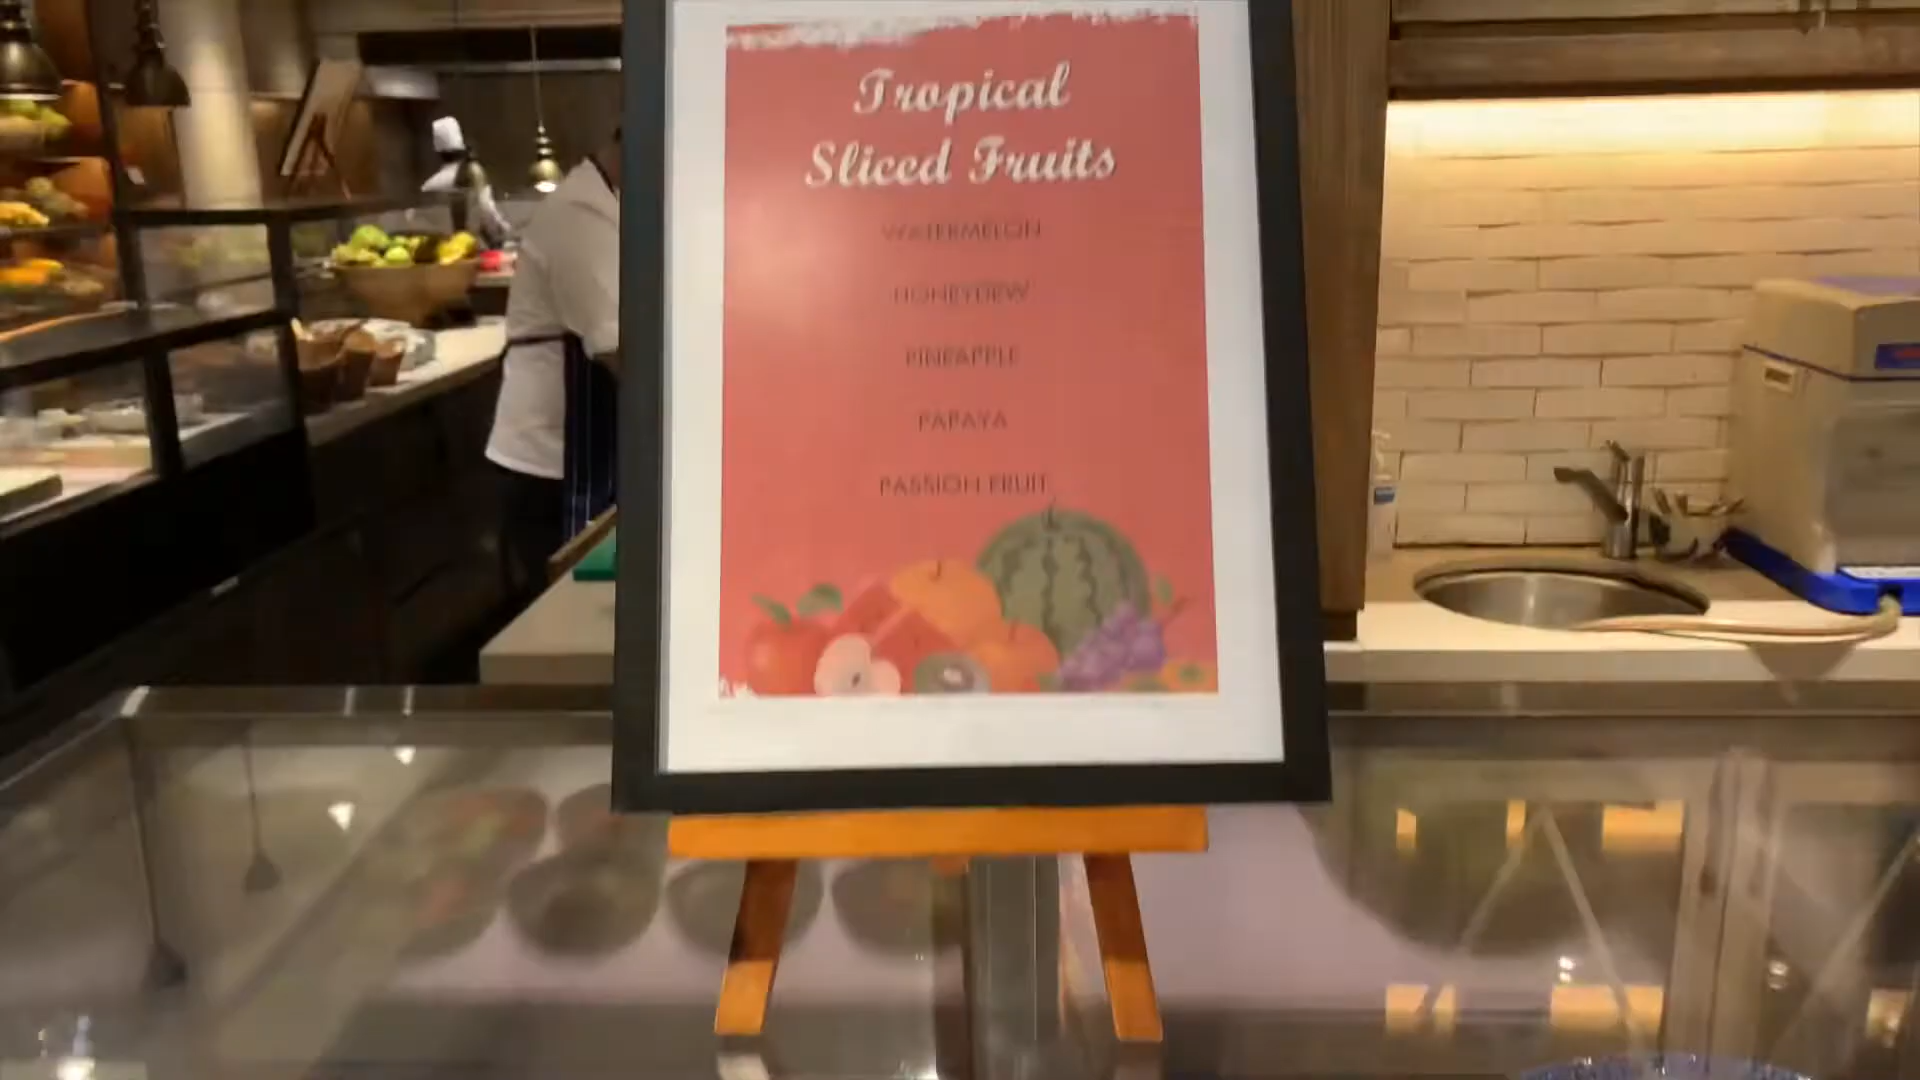 Tropical
Sliced Fruits
WATERMELON
HONEYDEW
PINEAPPLE
PAPAYA
PASSION FRUIT